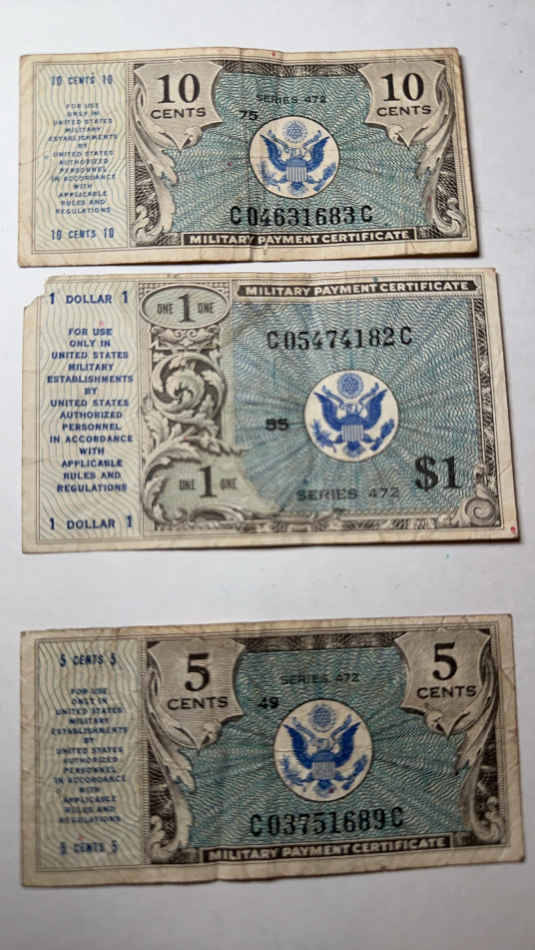 10 CENTS 10
FOR USE
ONLY IN
UNITED STATES
MILITARY
ESTABLISHMENTS
BY
UNITED STATES
AUTHORIZED
PERSONNEL
IN ACCORDANCE
WITH
APPLICABLE
RULES AND
REGULATIONS
10 CENTS 10
10
CENTS
SERIES 472
75
10
CENTS
C04631683C
MILITARY PAYMENT CERTIFICATE
1 DOLLAR 1
FOR USE
ONLY IN
UNITED STATES
MILITARY
ESTABLISHMENTS
BY
UNITED STATES
AUTHORIZED
PERSONNEL
IN ACCORDANCE
WITH
APPLICABLE
RULES AND
REGULATIONS
1 DOLLAR 1
ONE 1 ONE
MILITARY PAYMENT CERTIFICATE
C05474182C
55
ONE 1 ONE
SERIES 472
$1
5 CENTS 5
FOR USE
ONLY IN
UNITED STATES
MILITARY
ESTABLISHMENTS
BY
UNITED STATES
AUTHORIZED
PERSONNEL
IN ACCORDANCE
WITH
APPLICABLE
RULES AND
REGULATIONS
5 CENTS 5
5
CENTS
SERIES 472
49
5
CENTS
C03751689C
MILITARY PAYMENT CERTIFICATE